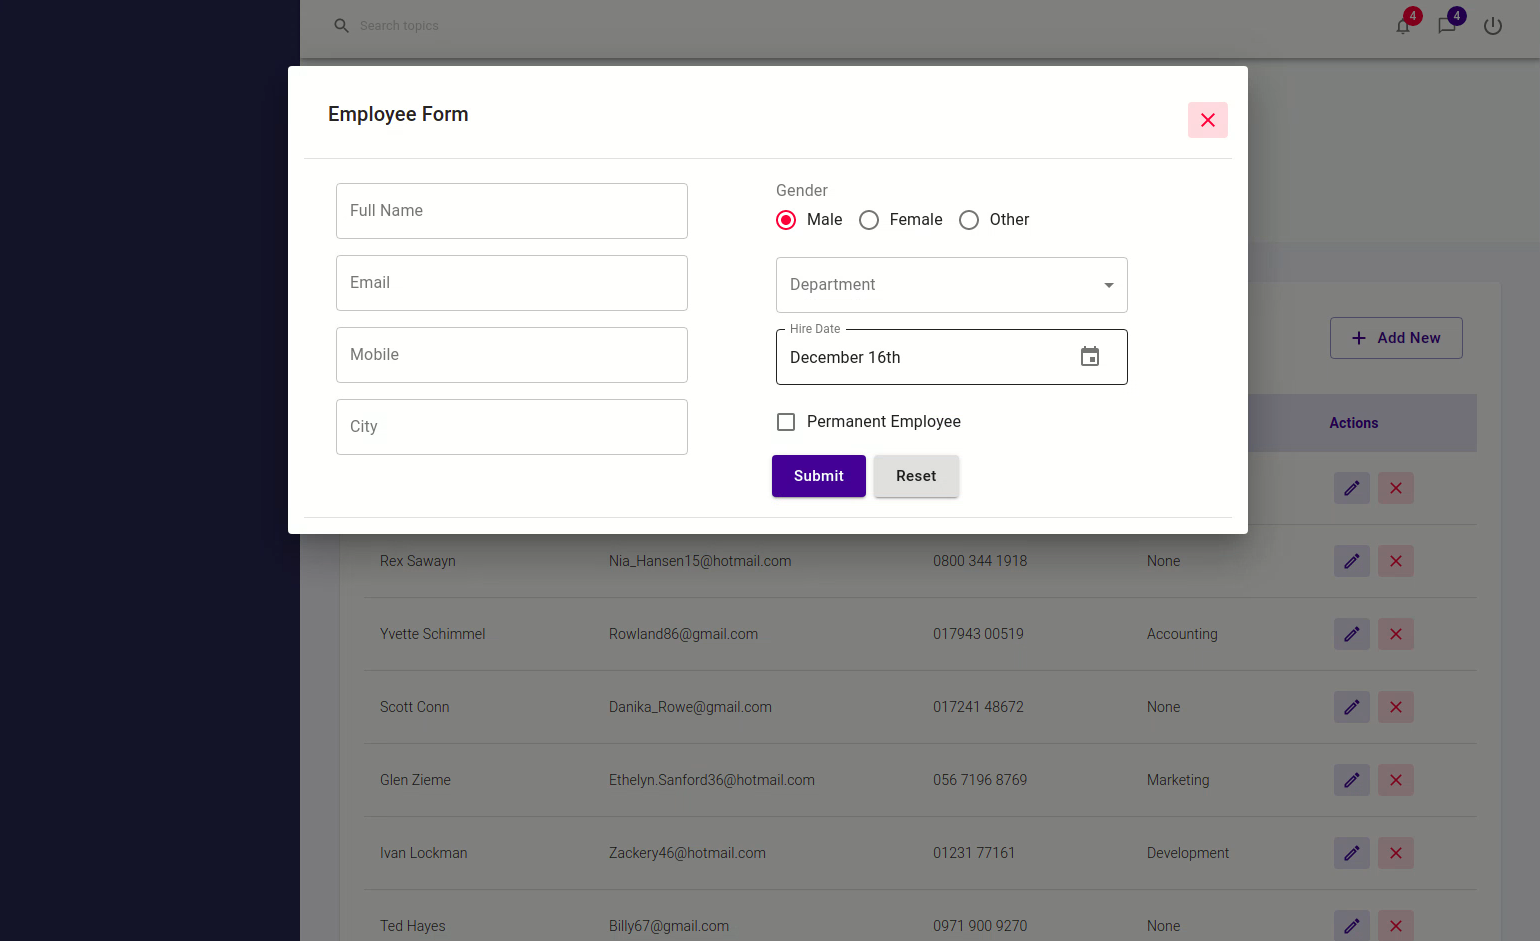 Search topics
4
4
Employee Form
Full Name
Email
Mobile
City
Gender
Male Female Other
Department
Hire Date
December 16th
Permanent Employee
Submit Reset
Add New
Actions
Rex Sawayn Nia_Hansen15@hotmail.com 0800 344 1918 None
Yvette Schimmel Rowland86@gmail.com 017943 00519 Accounting
Scott Conn Danika_Rowe@gmail.com 017241 48672 None
Glen Zieme Ethelyn.Sanford36@hotmail.com 056 7196 8769 Marketing
Ivan Lockman Zackery46@hotmail.com 01231 77161 Development
Ted Hayes Billy67@gmail.com 0971 900 9270 None